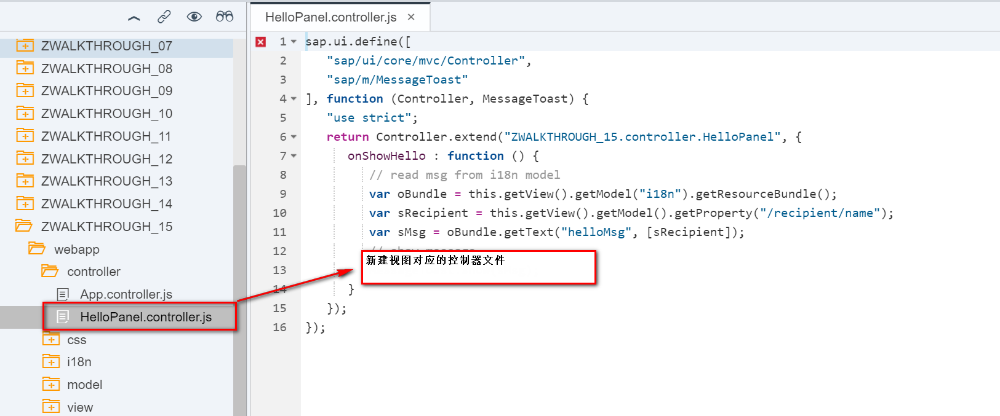 HelloPanel.controller.js ×
ZWALKTHROUGH_07
ZWALKTHROUGH_08
ZWALKTHROUGH_09
ZWALKTHROUGH_10
ZWALKTHROUGH_11
ZWALKTHROUGH_12
ZWALKTHROUGH_13
ZWALKTHROUGH_14
ZWALKTHROUGH_15
webapp
controller
App.controller.js
HelloPanel.controller.js
css
i18n
model
view
1 sap.ui.define([
2 "sap/ui/core/mvc/Controller",
3 "sap/m/MessageToast"
4 ], function (Controller, MessageToast) {
5 "use strict";
6 return Controller.extend("ZWALKTHROUGH_15.controller.HelloPanel", {
7 onShowHello : function () {
8 // read msg from i18n model
9 var oBundle = this.getView().getModel("i18n").getResourceBundle();
10 var sRecipient = this.getView().getModel().getProperty("/recipient/name");
11 var sMsg = oBundle.getText("helloMsg", [sRecipient]);
12 // show message
新建视图对应的控制器文件
13
14 }
15 });
16 });